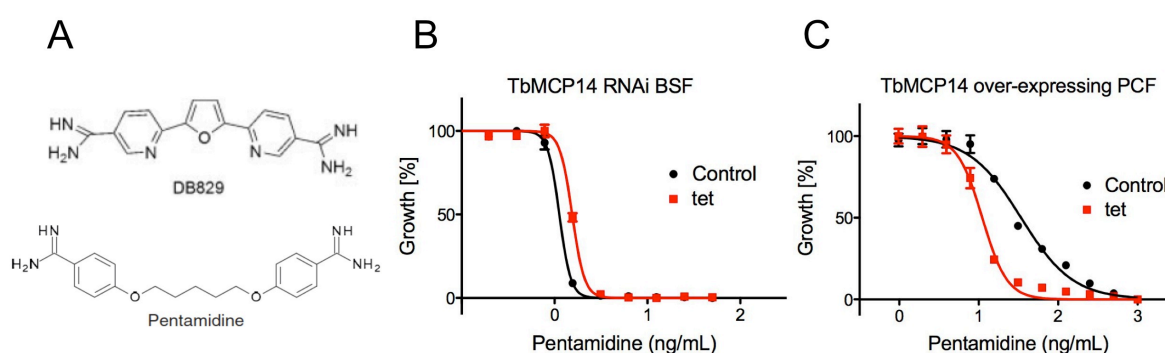 A
HN
H₂N
N
O
N
NH
NH₂
DB829
HN
H₂N
O
O
NH
NH₂
Pentamidine
B
TbMCP14 RNAi BSF
Growth [%]
100
50
0
Control
tet
0 1 2
Pentamidine (ng/mL)
C
TbMCP14 over-expressing PCF
Growth [%]
100
50
0
Control
tet
0 1 2 3
Pentamidine (ng/mL)